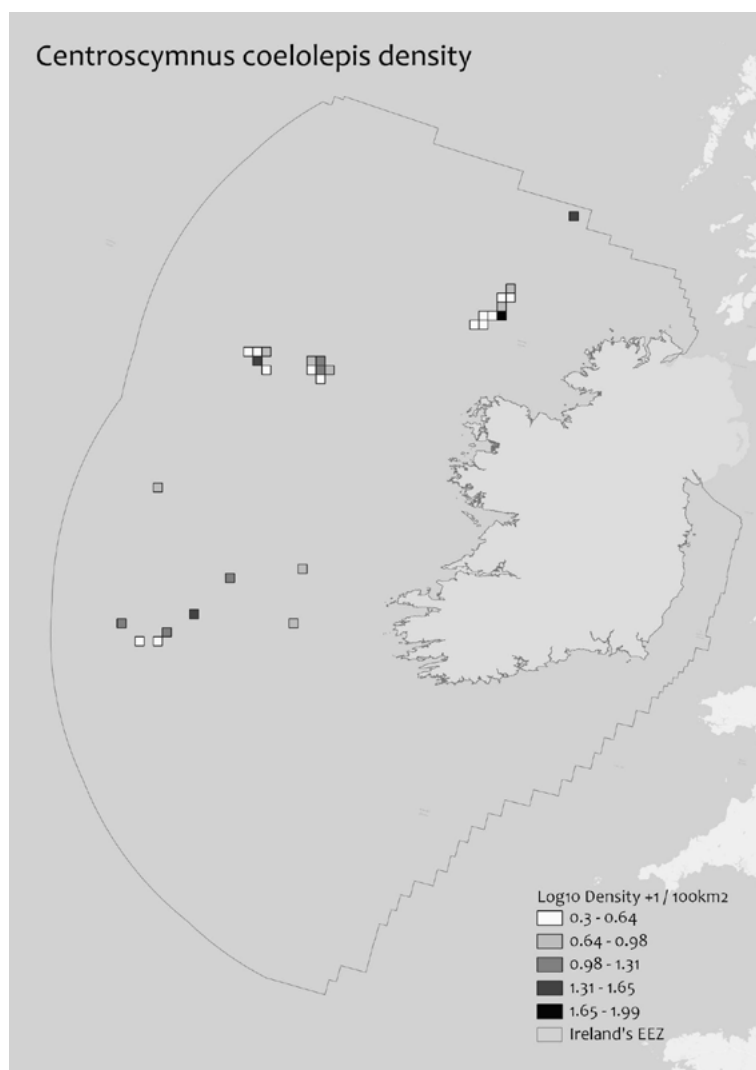 Centroscymnus coelolepis density
Log10 Density +1 / 100km2
0.3 - 0.64
0.64 - 0.98
0.98 - 1.31
1.31 - 1.65
1.65 - 1.99
Ireland's EEZ